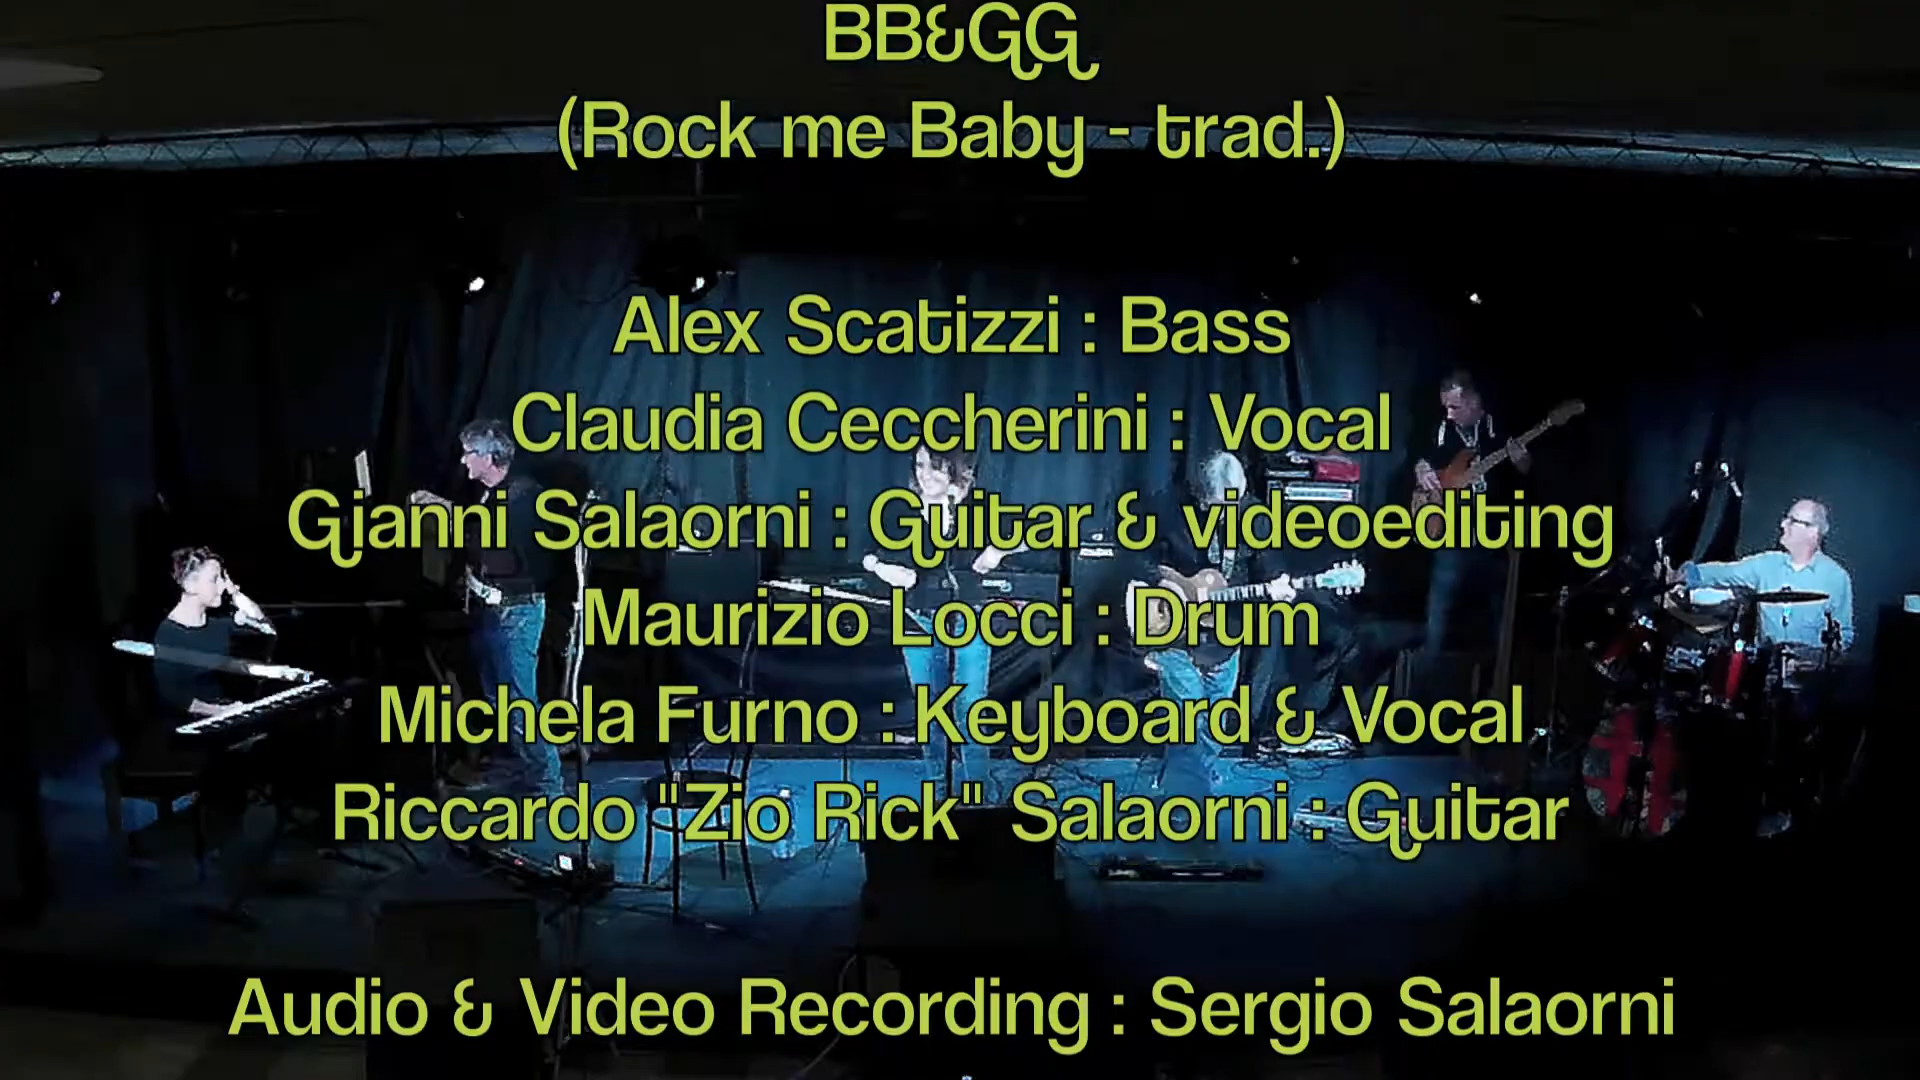 BB&GG
(Rock me Baby - trad.)
Alex Scatizzi : Bass
Claudia Ceccherini : Vocal
Gianni Salaorni : Guitar & videoediting
Maurizio Locci : Drum
Michela Furno : Keyboard & Vocal
Riccardo "Zio Rick" Salaorni : Guitar
Audio & Video Recording : Sergio Salaorni